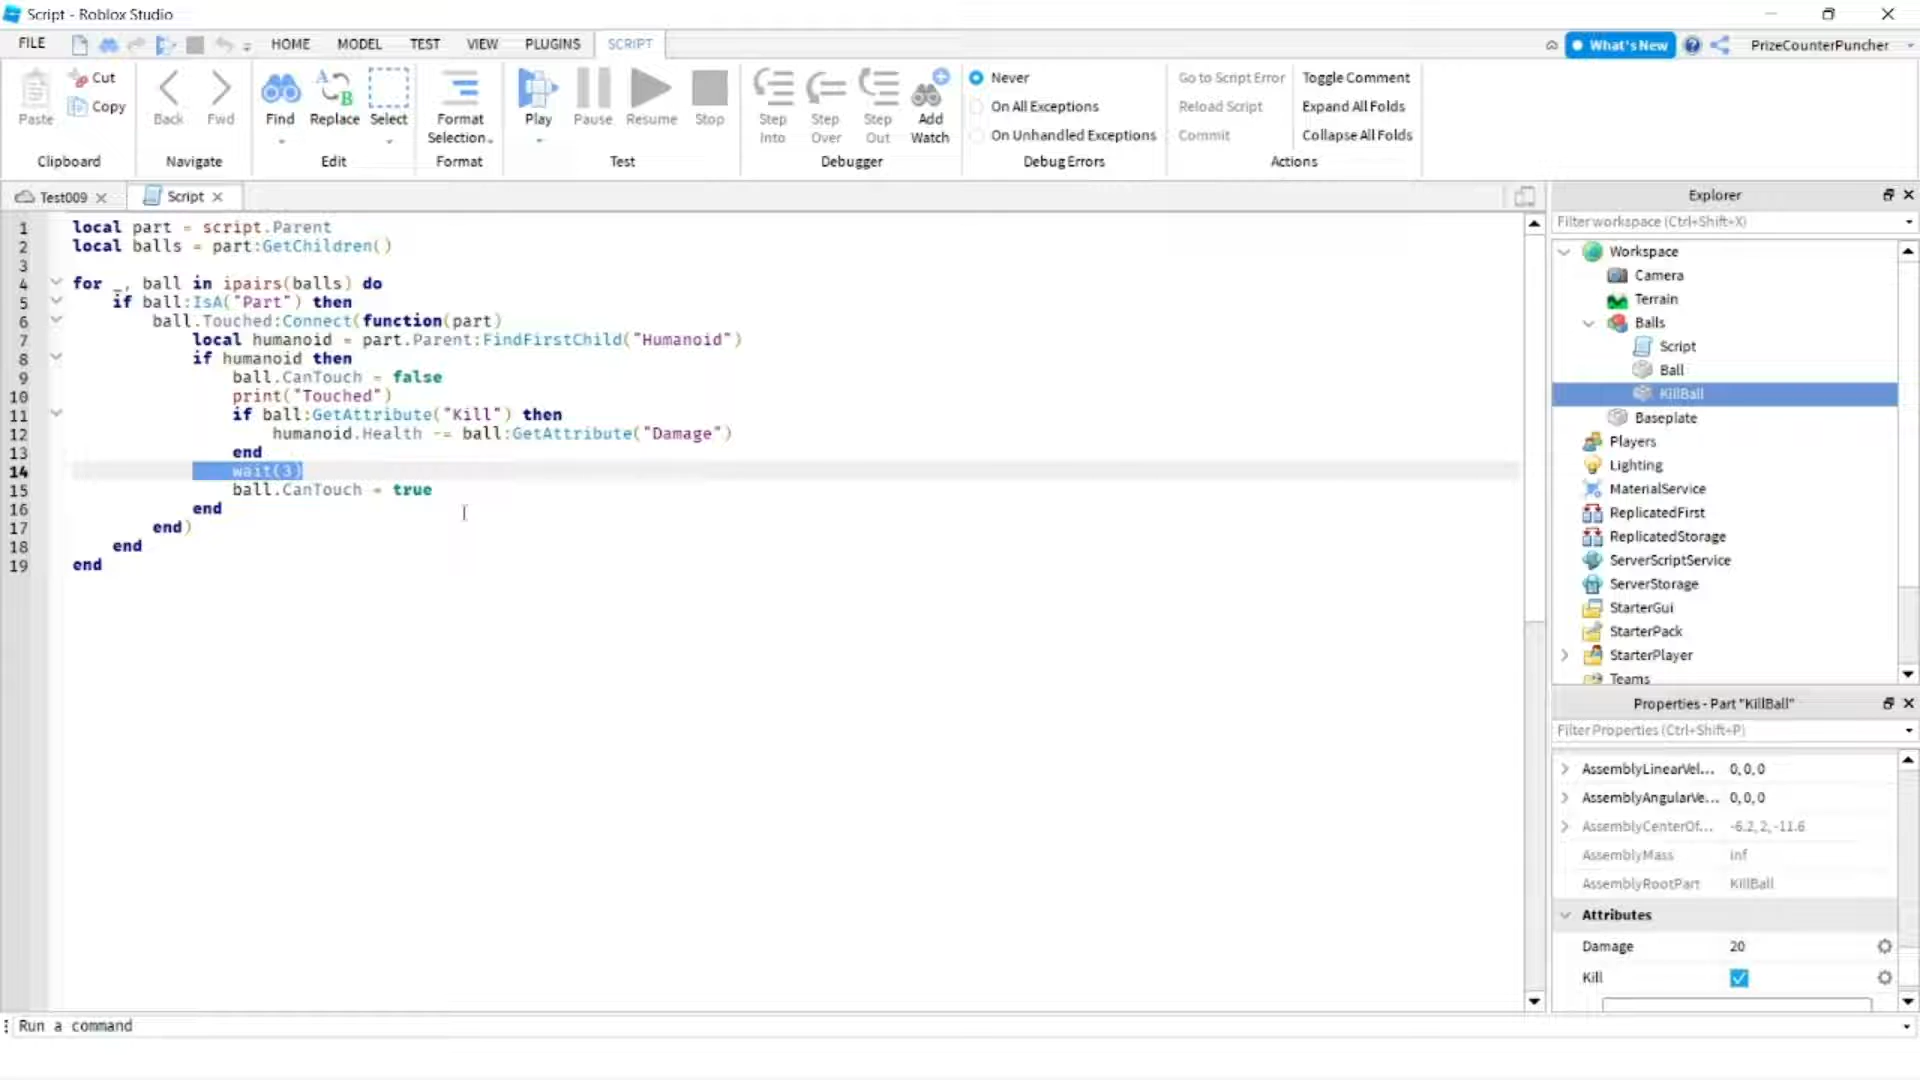 Script - Roblox Studio
FILE HOME MODEL TEST VIEW PLUGINS SCRIPT What's New PrizeCounterPuncher
Paste Cut Copy Back Fwd Find Replace Select Format Selection Play Pause Resume Stop Step Into Step Over Step Out Add Watch
Never
On All Exceptions
On Unhandled Exceptions
Go to Script Error
Reload Script
Commit
Toggle Comment
Expand All Folds
Collapse All Folds
Clipboard Navigate Edit Format Test Debugger Debug Errors Actions
Test009 Script
1 local part = script.Parent
2 local balls = part:GetChildren()
3
4 for _, ball in ipairs(balls) do
5 if ball:IsA("Part") then
6 ball.Touched:Connect(function(part)
7 local humanoid = part.Parent:FindFirstChild("Humanoid")
8 if humanoid then
9 ball.CanTouch = false
10 print("Touched")
11 if ball:GetAttribute("Kill") then
12 humanoid.Health -= ball:GetAttribute("Damage")
13 end
14 wait(3)
15 ball.CanTouch = true
16 end
17 end)
18 end
19 end
Explorer
Filter workspace (Ctrl+Shift+X)
Workspace
Camera
Terrain
Balls
Script
Ball
KillBall
Baseplate
Players
Lighting
MaterialService
ReplicatedFirst
ReplicatedStorage
ServerScriptService
ServerStorage
StarterGui
StarterPack
StarterPlayer
Teams
Properties - Part "KillBall"
Filter Properties (Ctrl+Shift+P)
AssemblyLinearVel... 0,0,0
AssemblyAngularVe... 0,0,0
AssemblyCenterOf... -6.2, 2, -11.6
AssemblyMass inf
AssemblyRootPart KillBall
Attributes
Damage 20
Kill
Run a command